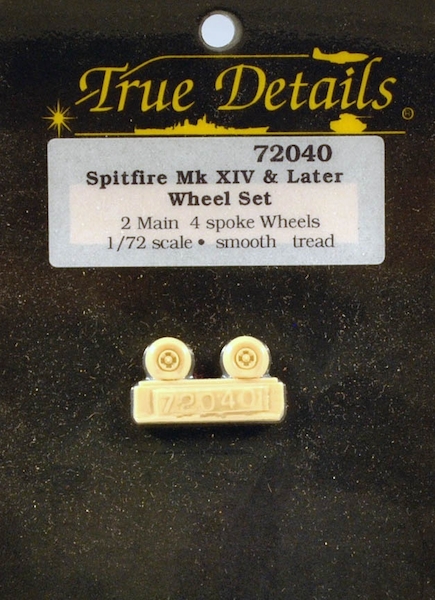 True Details ®
72040
Spitfire Mk XIV & Later
Wheel Set
2 Main 4 spoke Wheels
1/72 scale • smooth tread
72040